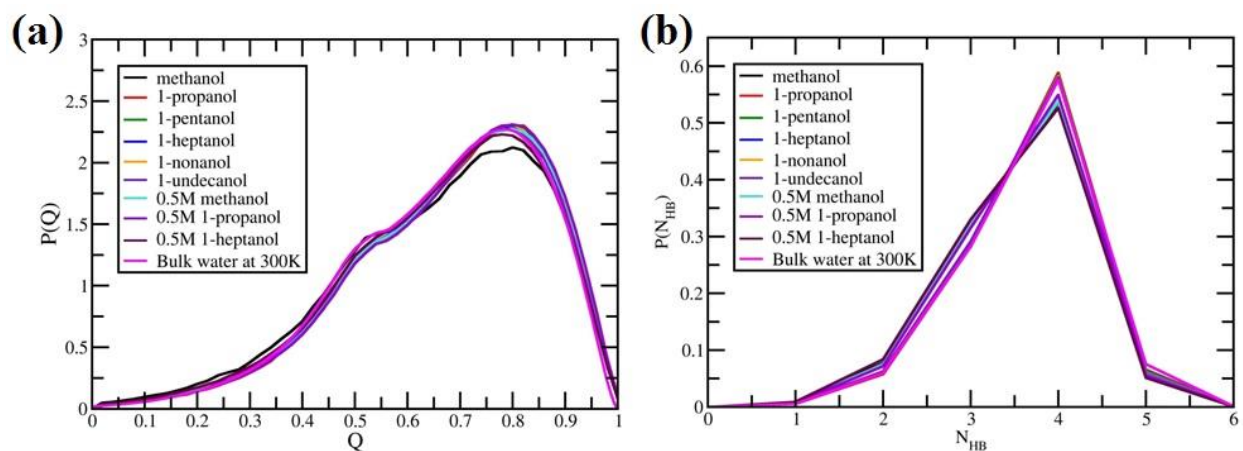 (a)
3
2.5
2
1.5
1
0.5
0
P(Q)
methanol
1-propanol
1-pentanol
1-heptanol
1-nonanol
1-undecanol
0.5M methanol
0.5M 1-propanol
0.5M 1-heptanol
Bulk water at 300K
0 0.1 0.2 0.3 0.4 0.5 0.6 0.7 0.8 0.9 1
Q
(b)
0.6
0.5
0.4
0.3
0.2
0.1
0
P(N_HB)
methanol
1-propanol
1-pentanol
1-heptanol
1-nonanol
1-undecanol
0.5M methanol
0.5M 1-propanol
0.5M 1-heptanol
Bulk water at 300K
0 1 2 3 4 5 6
N_HB